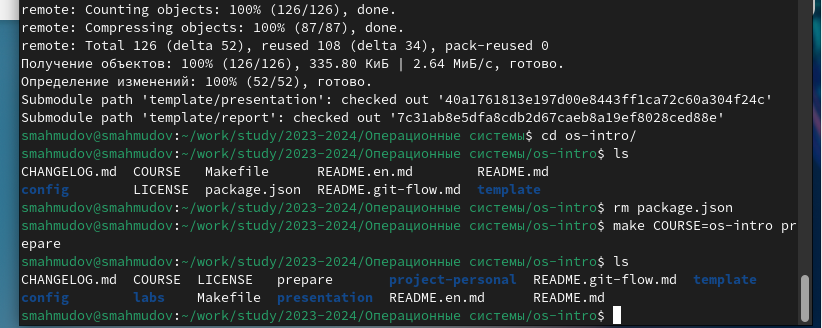 remote: Counting objects: 100% (126/126), done.
remote: Compressing objects: 100% (87/87), done.
remote: Total 126 (delta 52), reused 108 (delta 34), pack-reused 0
Получение объектов: 100% (126/126), 335.80 КиБ | 2.64 МиБ/с, готово.
Определение изменений: 100% (52/52), готово.
Submodule path 'template/presentation': checked out '40a1761813e197d00e8443ff1ca72c60a304f24c'
Submodule path 'template/report': checked out '7c31ab8e5dfa8cdb2d67caeb8a19ef8028ced88e'
smahmudov@smahmudov:~/work/study/2023-2024/Операционные системы$ cd os-intro/
smahmudov@smahmudov:~/work/study/2023-2024/Операционные системы/os-intro$ ls
CHANGELOG.md  COURSE   Makefile      README.en.md        README.md
config        LICENSE  package.json  README.git-flow.md  template
smahmudov@smahmudov:~/work/study/2023-2024/Операционные системы/os-intro$ rm package.json
smahmudov@smahmudov:~/work/study/2023-2024/Операционные системы/os-intro$ make COURSE=os-intro pr
epare
smahmudov@smahmudov:~/work/study/2023-2024/Операционные системы/os-intro$ ls
CHANGELOG.md  COURSE  LICENSE   prepare       project-personal  README.git-flow.md  template
config        labs    Makefile  presentation  README.en.md      README.md
smahmudov@smahmudov:~/work/study/2023-2024/Операционные системы/os-intro$